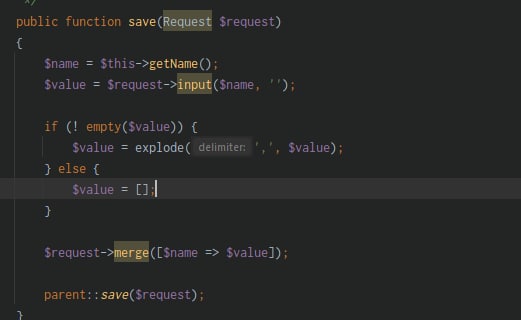 */
public function save(Request $request)
{
$name = $this->getName();
$value = $request->input($name, '');
if (! empty($value)) {
$value = explode( delimiter: ',', $value);
} else {
$value = [];
}
$request->merge([$name => $value]);
parent::save($request);
}